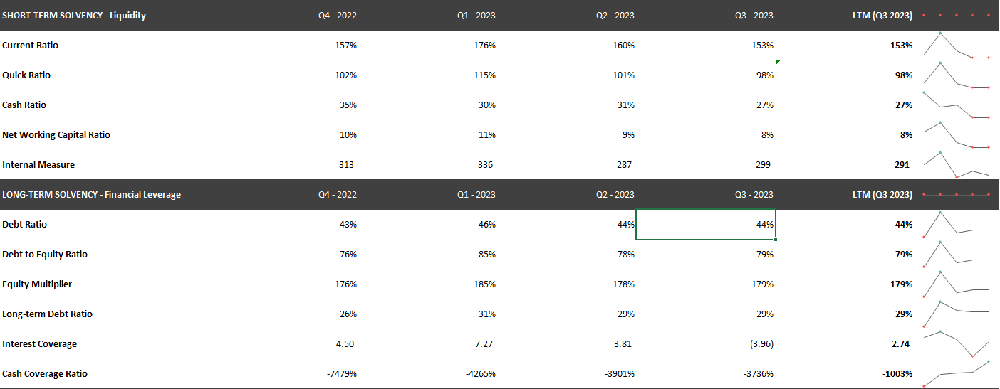 SHORT-TERM SOLVENCY - Liquidity Q4 - 2022 Q1 - 2023 Q2 - 2023 Q3 - 2023 LTM (Q3 2023)
Current Ratio 157% 176% 160% 153% 153%
Quick Ratio 102% 115% 101% 98% 98%
Cash Ratio 35% 30% 31% 27% 27%
Net Working Capital Ratio 10% 11% 9% 8% 8%
Internal Measure 313 336 287 299 291
LONG-TERM SOLVENCY - Financial Leverage Q4 - 2022 Q1 - 2023 Q2 - 2023 Q3 - 2023 LTM (Q3 2023)
Debt Ratio 43% 46% 44% 44% 44%
Debt to Equity Ratio 76% 85% 78% 79% 79%
Equity Multiplier 176% 185% 178% 179% 179%
Long-term Debt Ratio 26% 31% 29% 29% 29%
Interest Coverage 4.50 7.27 3.81 (3.96) 2.74
Cash Coverage Ratio -7479% -4265% -3901% -3736% -1003%